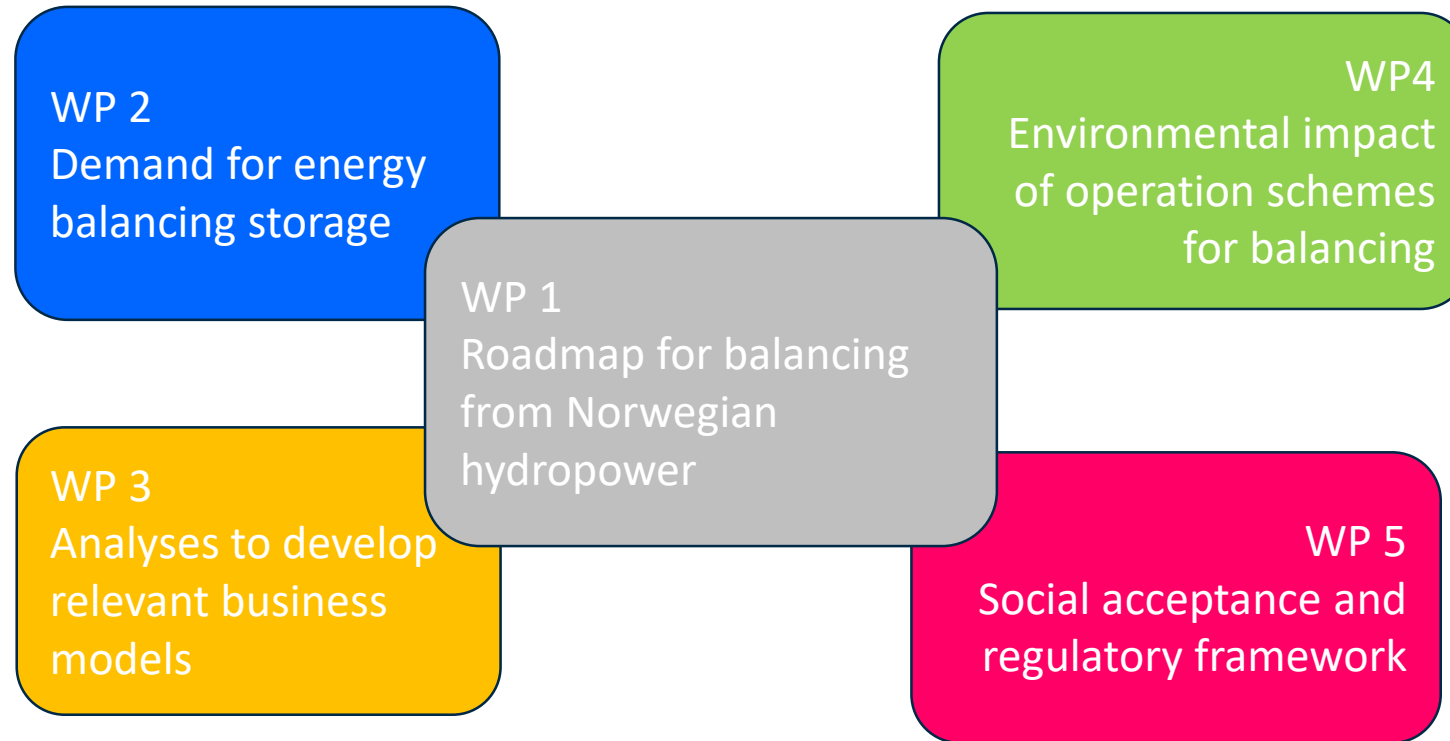 WP 2
Demand for energy
balancing storage
WP4
Environmental impact
of operation schemes
for balancing
WP 1
Roadmap for balancing
from Norwegian
hydropower
WP 3
Analyses to develop
relevant business
models
WP 5
Social acceptance and
regulatory framework